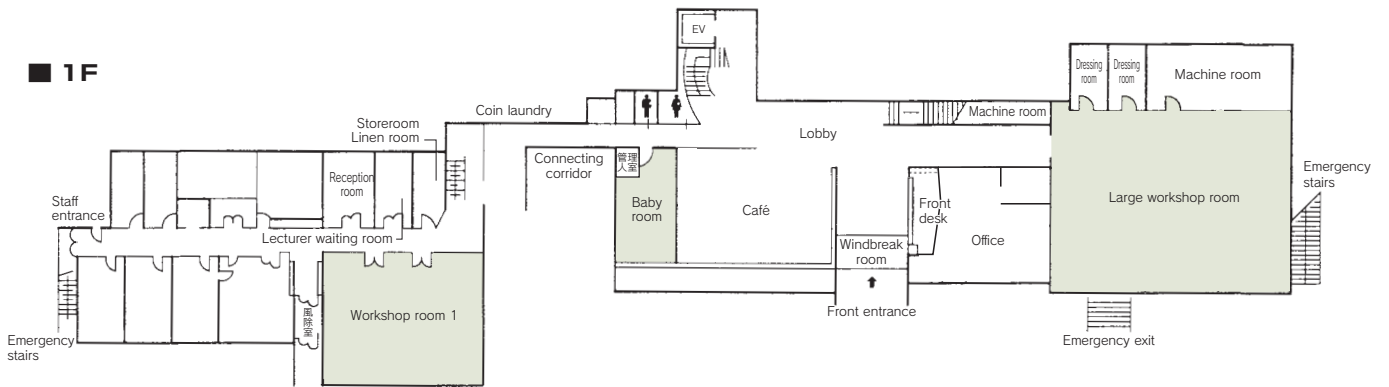 ■ 1F
EV
Dressing
room
Dressing
room
Machine room
Coin laundry
Storeroom
Linen room
Lobby
Machine room
Connecting
corridor
管理
人室
Reception
room
Emergency
stairs
Staff
entrance
Baby
room
Café
Front
desk
Large workshop room
Lecturer waiting room
Windbreak
room
Office
風除室
Workshop room 1
Front entrance
Emergency
stairs
Emergency exit